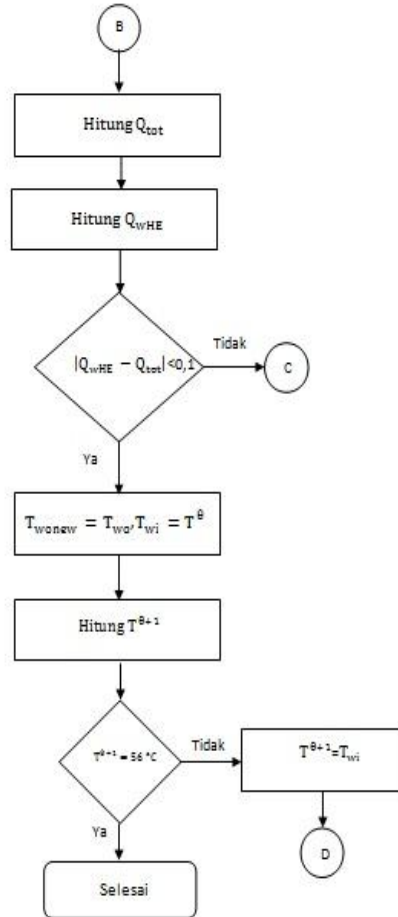 B
Hitung Q_tot
Hitung Q_wHE
|Q_wHE − Q_tot|<0,1
Tidak
C
Ya
T_wonew = T_wo,T_wi = T^θ
Hitung T^θ+1
T^θ+1 = 56 °C
Tidak
T^θ+1=T_wi
Ya
D
Selesai